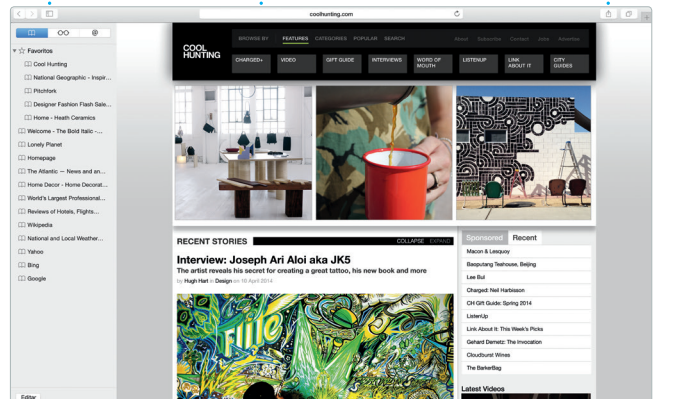 coolhunting.com
Favoritos
Cool Hunting
National Geographic - Inspir...
Pitchfork
Designer Fashion Flash Sale...
Home - Heath Ceramics
Welcome - The Bold Italic -...
Lonely Planet
Homepage
The Atlantic — News and an...
Home Decor - Home Decorat...
World's Largest Professional...
Reviews of Hotels, Flights...
Wikipedia
National and Local Weather...
Yahoo
Bing
Google
Editar
COOL
HUNTING
BROWSE BY FEATURES CATEGORIES POPULAR SEARCH About Subscribe Contact Jobs Advertise
CHARGED+ VIDEO GIFT GUIDE INTERVIEWS WORD OF MOUTH LISTENUP LINK ABOUT IT CITY GUIDES
RECENT STORIES COLLAPSE EXPAND
Interview: Joseph Ari Aloi aka JK5
The artist reveals his secret for creating a great tattoo, his new book and more
by Hugh Hart in Design on 16 April 2014
Sponsored Recent
Macon & Lesquoy
Baoputang Teahouse, Beijing
Lee Bul
Charged: Neil Harbisson
CH Gift Guide: Spring 2014
ListenUp
Link About It: This Week's Picks
Gehard Demetz: The Invocation
Cloudburst Wines
The BarkerBag
Latest Videos